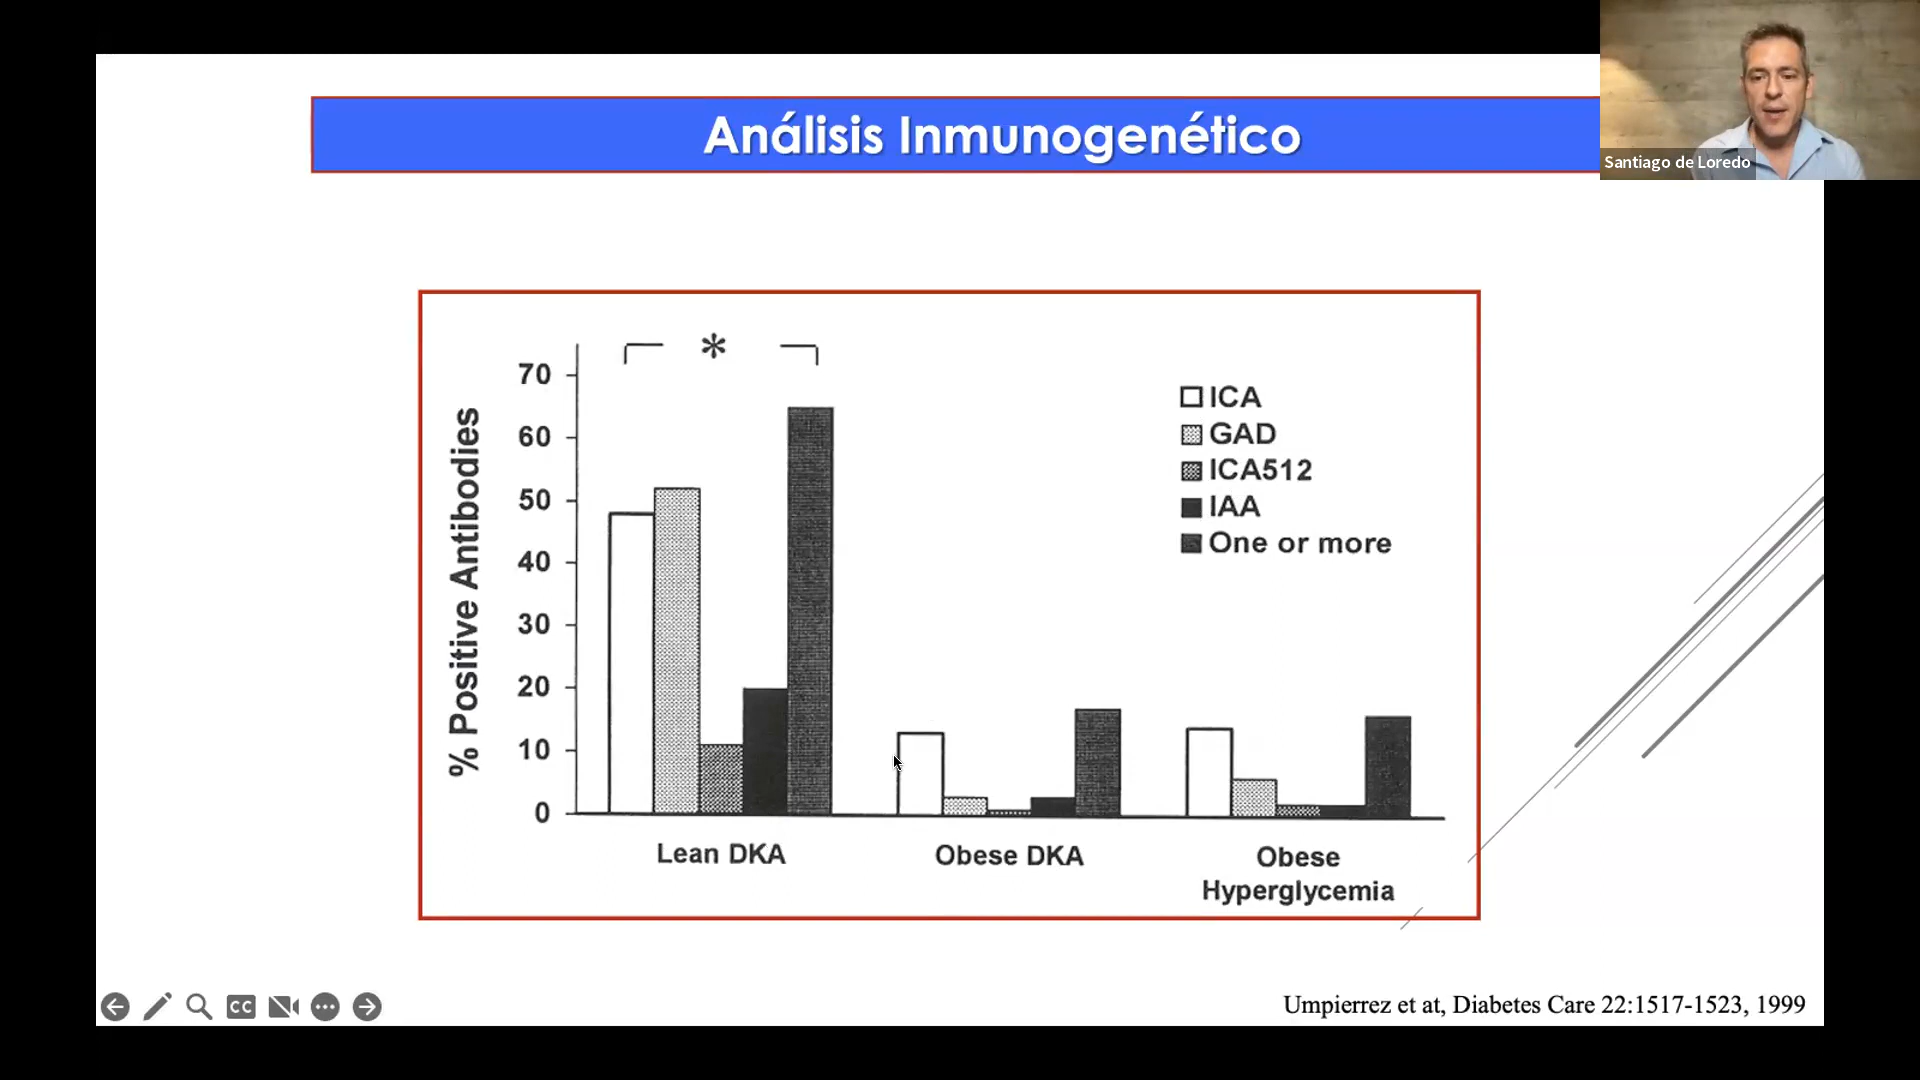 Análisis Inmunogenético
Santiago de Loredo
*
% Positive Antibodies
70
60
50
40
30
20
10
0
ICA
GAD
ICA512
IAA
One or more
Lean DKA
Obese DKA
Obese
Hyperglycemia
CC
Umpierrez et at, Diabetes Care 22:1517-1523, 1999